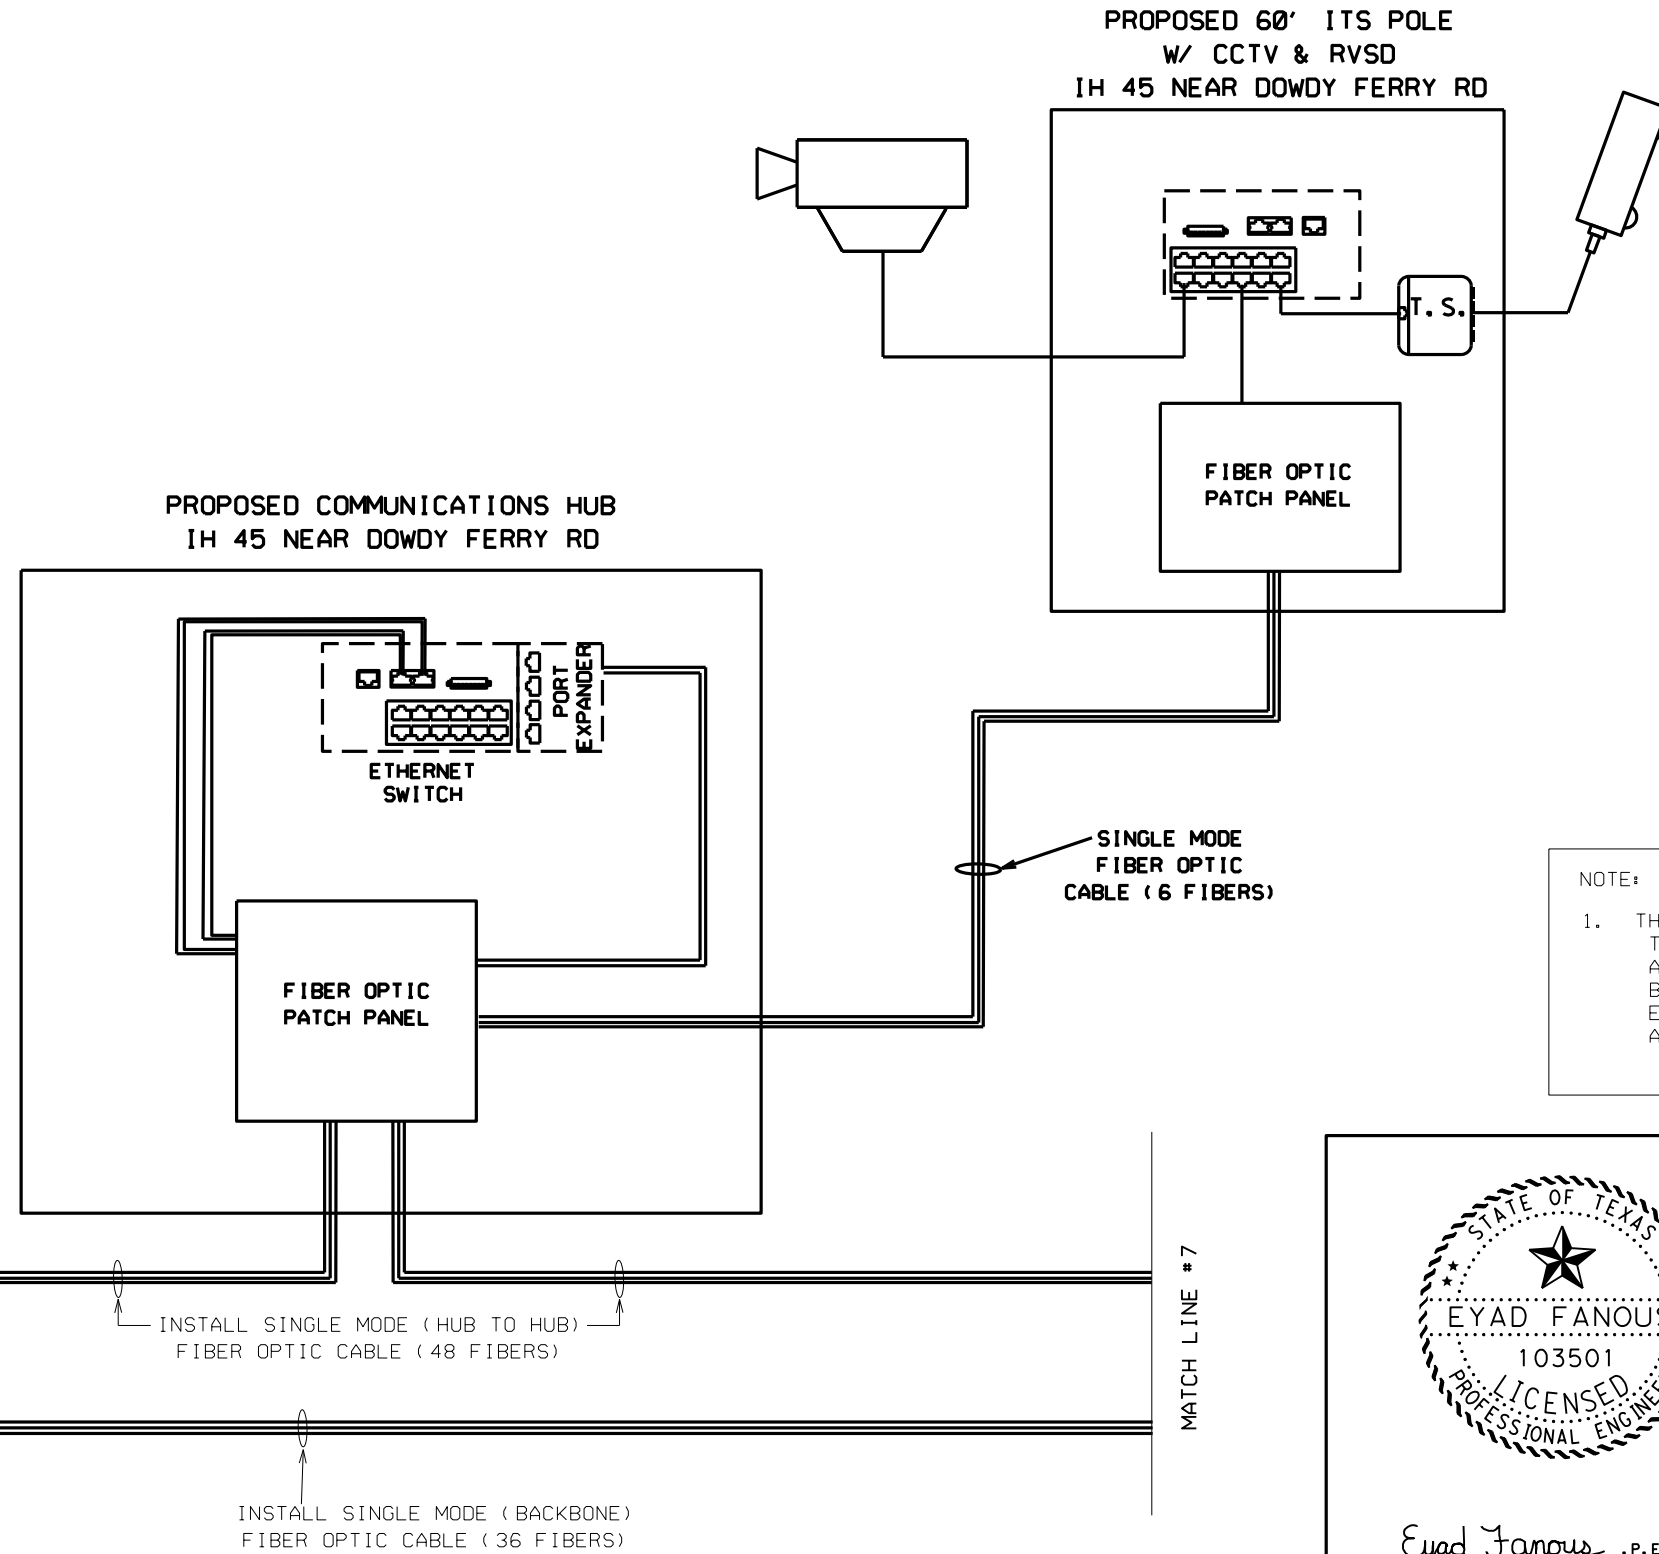 PROPOSED 60' ITS POLE
W/ CCTV & RVSD
IH 45 NEAR DOWDY FERRY RD
T.S.
FIBER OPTIC
PATCH PANEL
PROPOSED COMMUNICATIONS HUB
IH 45 NEAR DOWDY FERRY RD
PORT
EXPANDER
ETHERNET
SWITCH
SINGLE MODE
FIBER OPTIC
CABLE (6 FIBERS)
FIBER OPTIC
PATCH PANEL
NOTE:
1. TH
T
A
B
E
A
INSTALL SINGLE MODE (HUB TO HUB)
FIBER OPTIC CABLE (48 FIBERS)
MATCH LINE #7
INSTALL SINGLE MODE (BACKBONE)
FIBER OPTIC CABLE (36 FIBERS)
STATE OF TEXAS
EYAD FANOUS
103501
LICENSED
PROFESSIONAL ENGINEE
Eyad Fanous ,P.E